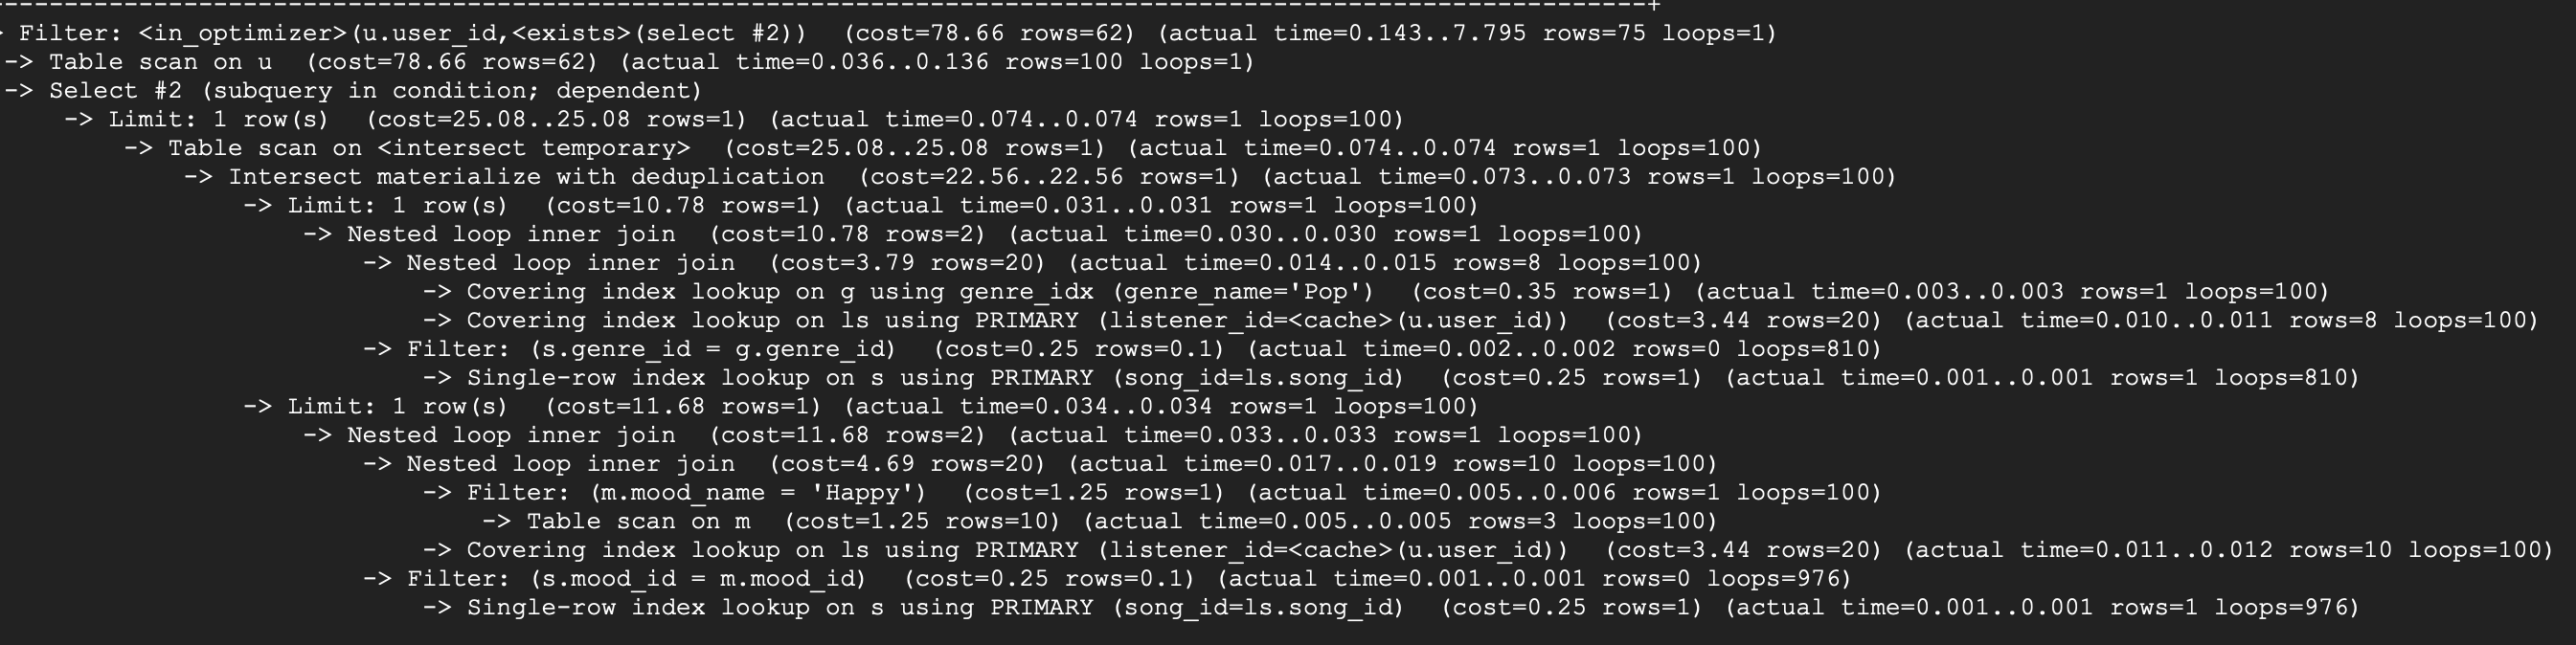 > Filter: <in_optimizer>(u.user_id,<exists>(select #2))  (cost=78.66 rows=62) (actual time=0.143..7.795 rows=75 loops=1)
-> Table scan on u  (cost=78.66 rows=62) (actual time=0.036..0.136 rows=100 loops=1)
-> Select #2 (subquery in condition; dependent)
    -> Limit: 1 row(s)  (cost=25.08..25.08 rows=1) (actual time=0.074..0.074 rows=1 loops=100)
        -> Table scan on <intersect temporary>  (cost=25.08..25.08 rows=1) (actual time=0.074..0.074 rows=1 loops=100)
            -> Intersect materialize with deduplication  (cost=22.56..22.56 rows=1) (actual time=0.073..0.073 rows=1 loops=100)
                -> Limit: 1 row(s)  (cost=10.78 rows=1) (actual time=0.031..0.031 rows=1 loops=100)
                    -> Nested loop inner join  (cost=10.78 rows=2) (actual time=0.030..0.030 rows=1 loops=100)
                        -> Nested loop inner join  (cost=3.79 rows=20) (actual time=0.014..0.015 rows=8 loops=100)
                            -> Covering index lookup on g using genre_idx (genre_name='Pop')  (cost=0.35 rows=1) (actual time=0.003..0.003 rows=1 loops=100)
                            -> Covering index lookup on ls using PRIMARY (listener_id=<cache>(u.user_id))  (cost=3.44 rows=20) (actual time=0.010..0.011 rows=8 loops=100)
                        -> Filter: (s.genre_id = g.genre_id)  (cost=0.25 rows=0.1) (actual time=0.002..0.002 rows=0 loops=810)
                            -> Single-row index lookup on s using PRIMARY (song_id=ls.song_id)  (cost=0.25 rows=1) (actual time=0.001..0.001 rows=1 loops=810)
                -> Limit: 1 row(s)  (cost=11.68 rows=1) (actual time=0.034..0.034 rows=1 loops=100)
                    -> Nested loop inner join  (cost=11.68 rows=2) (actual time=0.033..0.033 rows=1 loops=100)
                        -> Nested loop inner join  (cost=4.69 rows=20) (actual time=0.017..0.019 rows=10 loops=100)
                            -> Filter: (m.mood_name = 'Happy')  (cost=1.25 rows=1) (actual time=0.005..0.006 rows=1 loops=100)
                                -> Table scan on m  (cost=1.25 rows=10) (actual time=0.005..0.005 rows=3 loops=100)
                            -> Covering index lookup on ls using PRIMARY (listener_id=<cache>(u.user_id))  (cost=3.44 rows=20) (actual time=0.011..0.012 rows=10 loops=100)
                        -> Filter: (s.mood_id = m.mood_id)  (cost=0.25 rows=0.1) (actual time=0.001..0.001 rows=0 loops=976)
                            -> Single-row index lookup on s using PRIMARY (song_id=ls.song_id)  (cost=0.25 rows=1) (actual time=0.001..0.001 rows=1 loops=976)